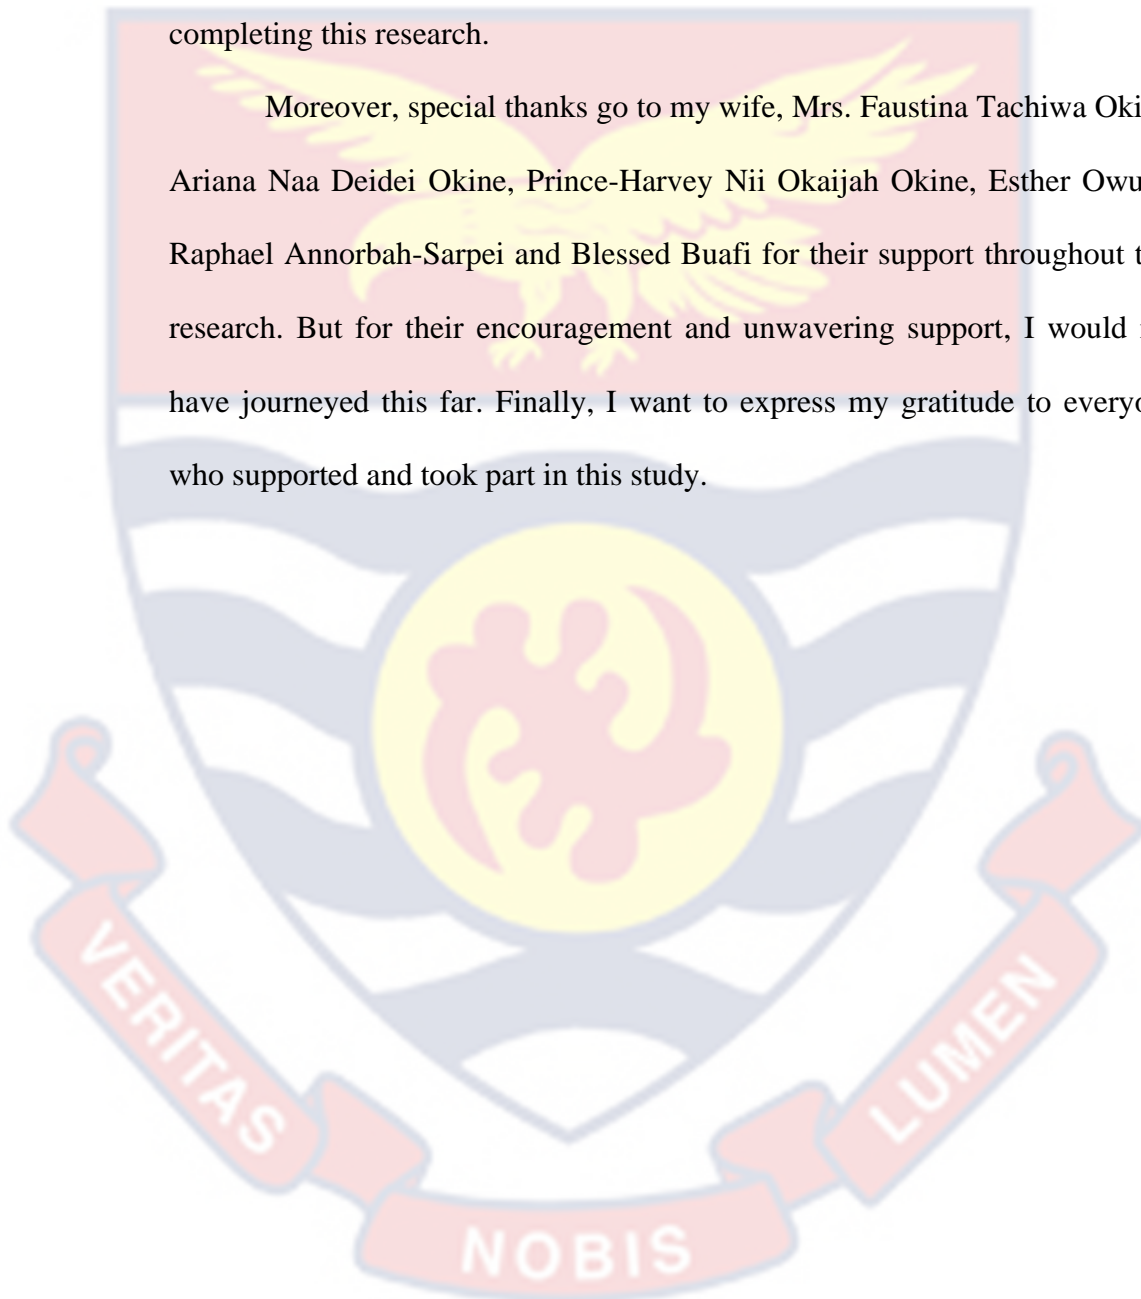 completing this research.
Moreover, special thanks go to my wife, Mrs. Faustina Tachiwa Oki
Ariana Naa Deidei Okine, Prince-Harvey Nii Okaijah Okine, Esther Owu
Raphael Annorbah-Sarpei and Blessed Buafi for their support throughout t
research. But for their encouragement and unwavering support, I would
have journeyed this far. Finally, I want to express my gratitude to everyo
who supported and took part in this study.
VERITAS
NOBIS
LUMEN